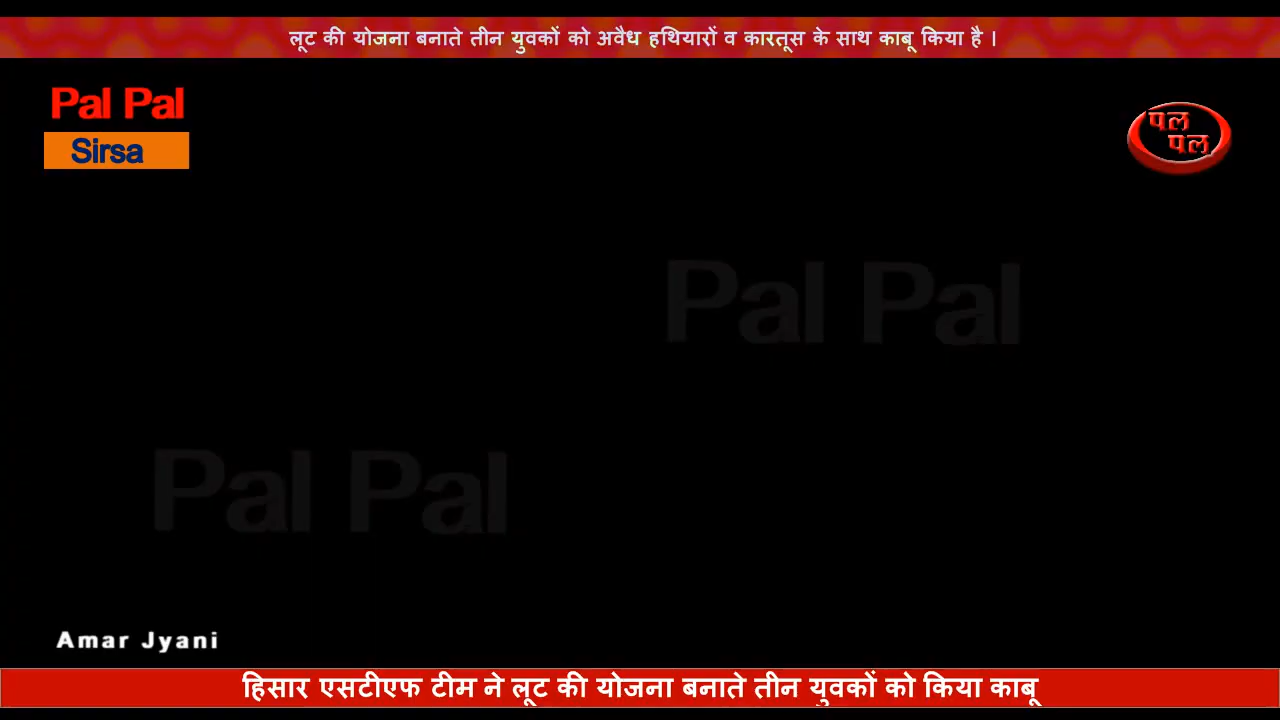 लूट की योजना बनाते तीन युवकों को अवैध हथियारों व कारतूस के साथ काबू किया है ।
Pal Pal
Sirsa
पल
पल
Pal Pal
Pal Pal
Amar Jyani
हिसार एसटीएफ टीम ने लूट की योजना बनाते तीन युवकों को किया काबू